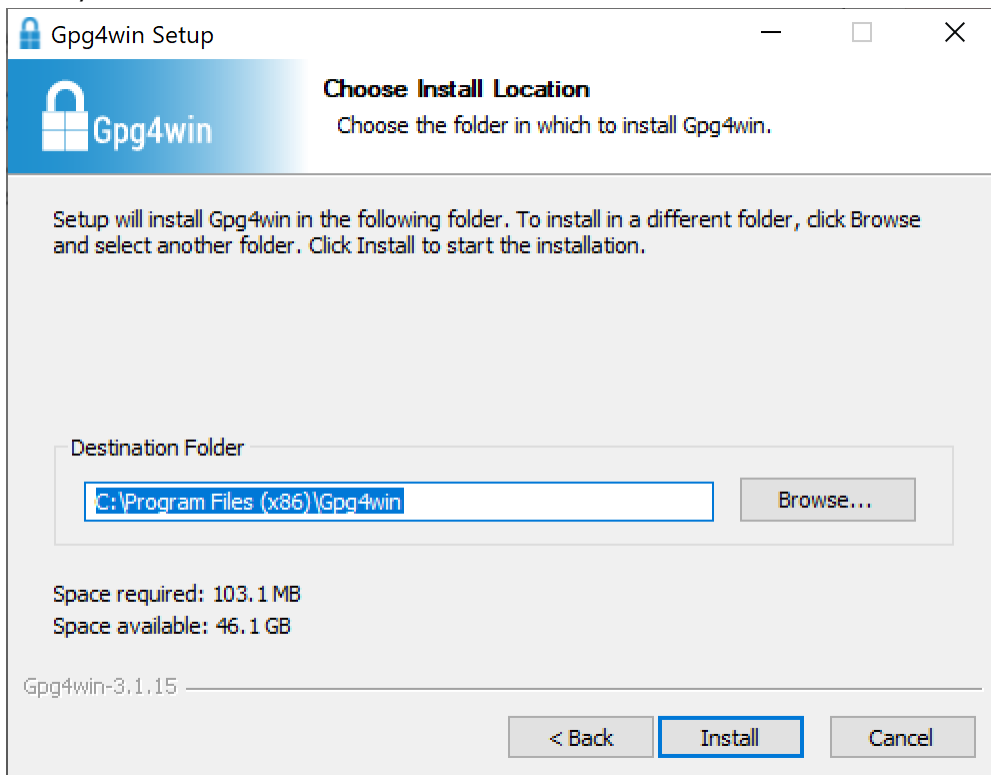 Gpg4win Setup
Gpg4win
Choose Install Location
Choose the folder in which to install Gpg4win.
Setup will install Gpg4win in the following folder. To install in a different folder, click Browse
and select another folder. Click Install to start the installation.
Destination Folder
C:\Program Files (x86)\Gpg4win
Browse...
Space required: 103.1 MB
Space available: 46.1 GB
Gpg4win-3.1.15
< Back
Install
Cancel